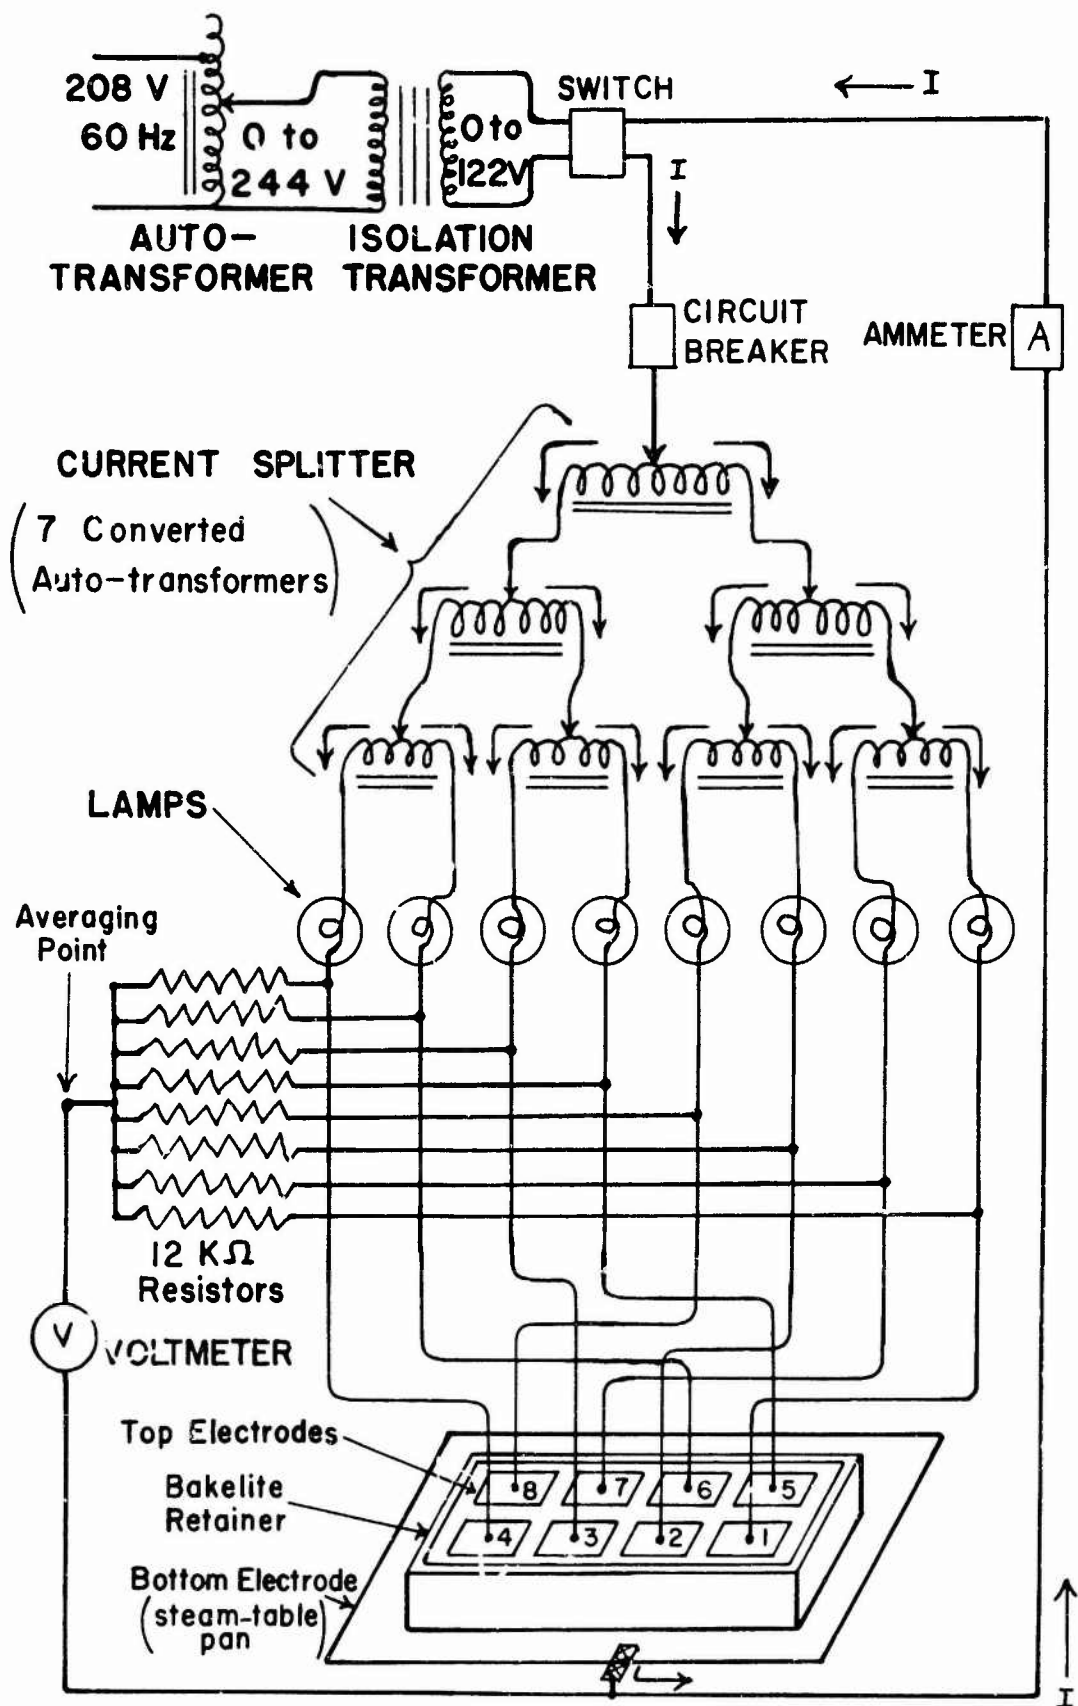 208 V
60 Hz
0 to
244 V
0 to
122V
SWITCH
I
I
AUTO-
TRANSFORMER
ISOLATION
TRANSFORMER
CIRCUIT
BREAKER
AMMETER
A
CURRENT SPLITTER
(7 Converted
Auto-transformers)
LAMPS
Averaging
Point
12 KΩ
Resistors
V
VOLTMETER
Top Electrodes
Bakelite
Retainer
8
7
6
5
4
3
2
1
Bottom Electrode
(steam-table)
pan
I